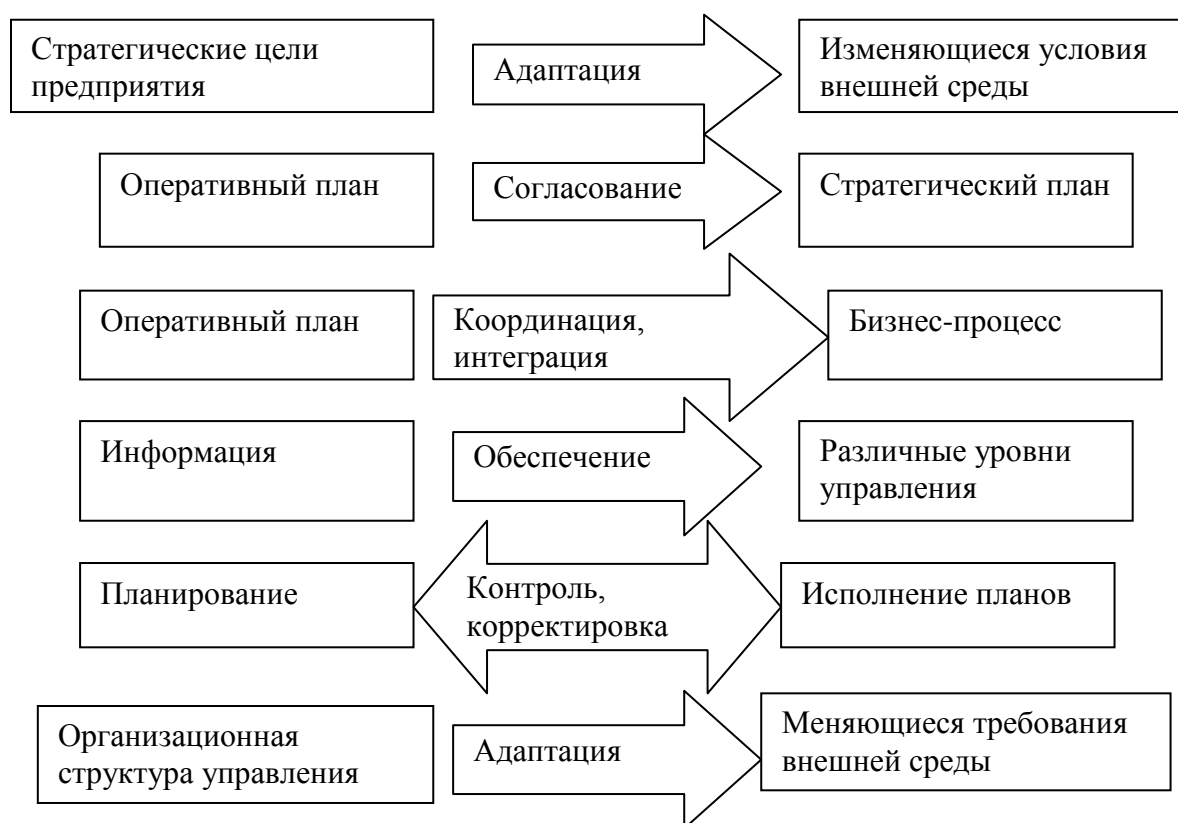 Стратегические цели
предприятия
Адаптация
Изменяющиеся условия
внешней среды
Оперативный план
Согласование
Стратегический план
Оперативный план
Координация,
интеграция
Бизнес-процесс
Информация
Обеспечение
Различные уровни
управления
Планирование
Контроль,
корректировка
Исполнение планов
Организационная
структура управления
Адаптация
Меняющиеся требования
внешней среды